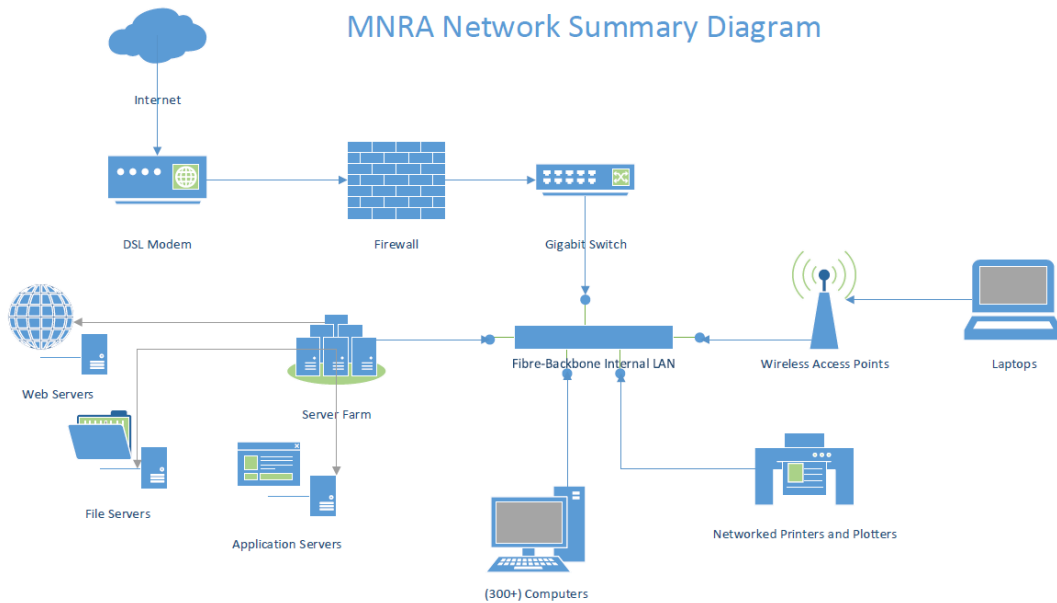 MNRA Network Summary Diagram
Internet
DSL Modem
Firewall
Gigabit Switch
Fibre-Backbone Internal LAN
Wireless Access Points
Laptops
Web Servers
Server Farm
File Servers
Application Servers
Networked Printers and Plotters
(300+) Computers